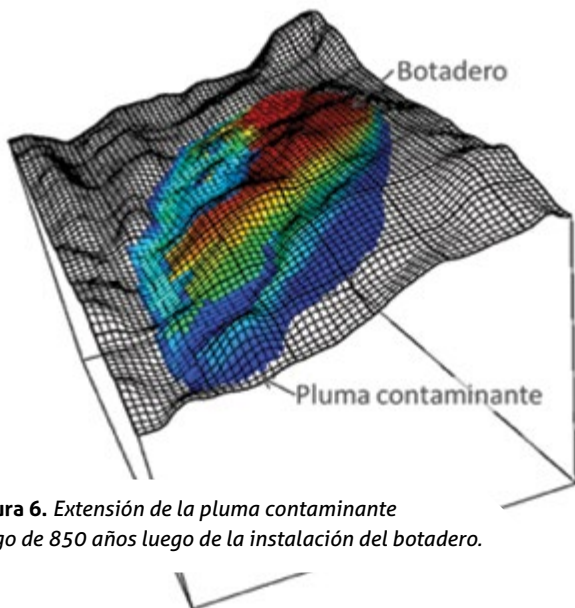 Botadero
Pluma contaminante
ura 6. Extensión de la pluma contaminante
go de 850 años luego de la instalación del botadero.